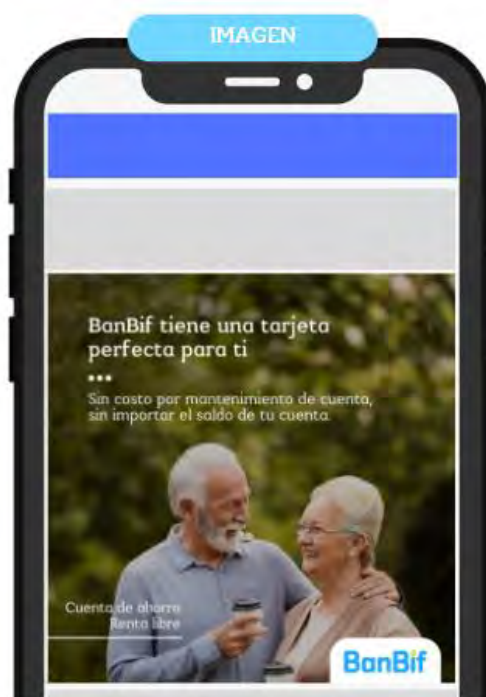 IMAGEN
BanBif tiene una tarjeta
perfecta para ti
Sin costo por mantenimiento de cuenta,
sin importar el saldo de tu cuenta.
Cuenta de ahorro
Renta libre
BanBif